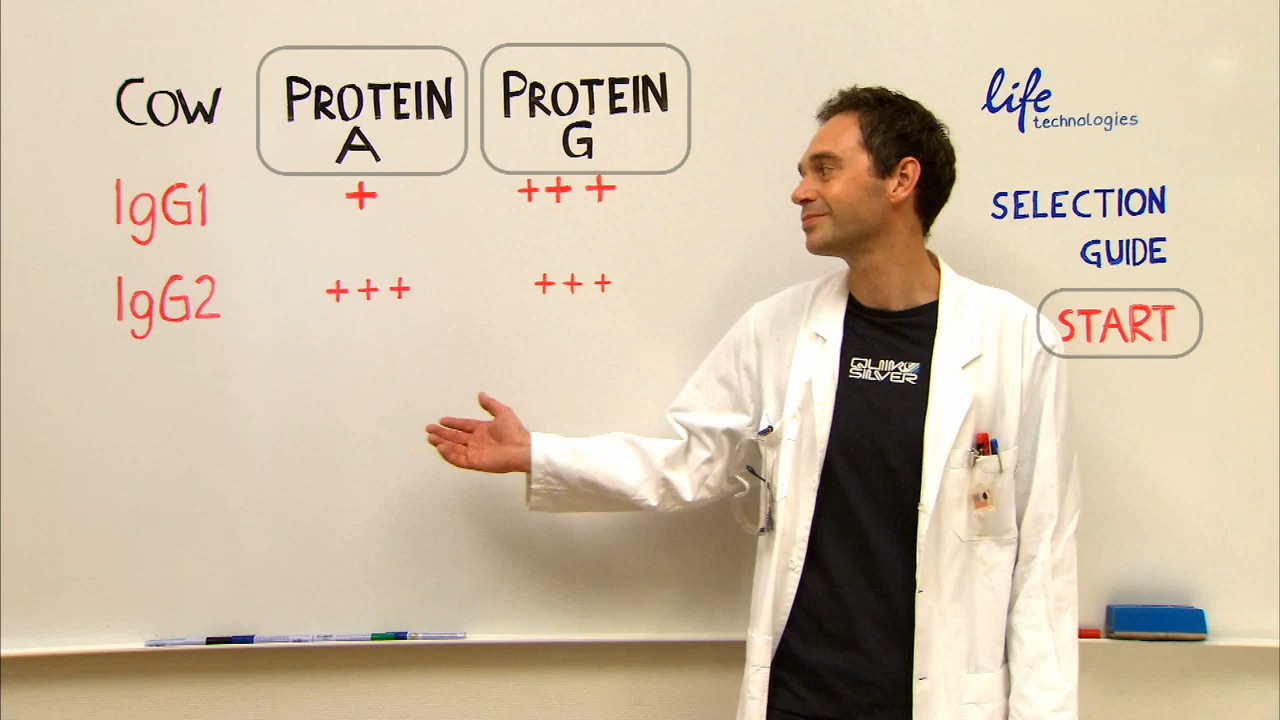 COW PROTEIN A PROTEIN G
IgG1 + +++
IgG2 +++ +++
life technologies
SELECTION
GUIDE
START
QUIKSILVER